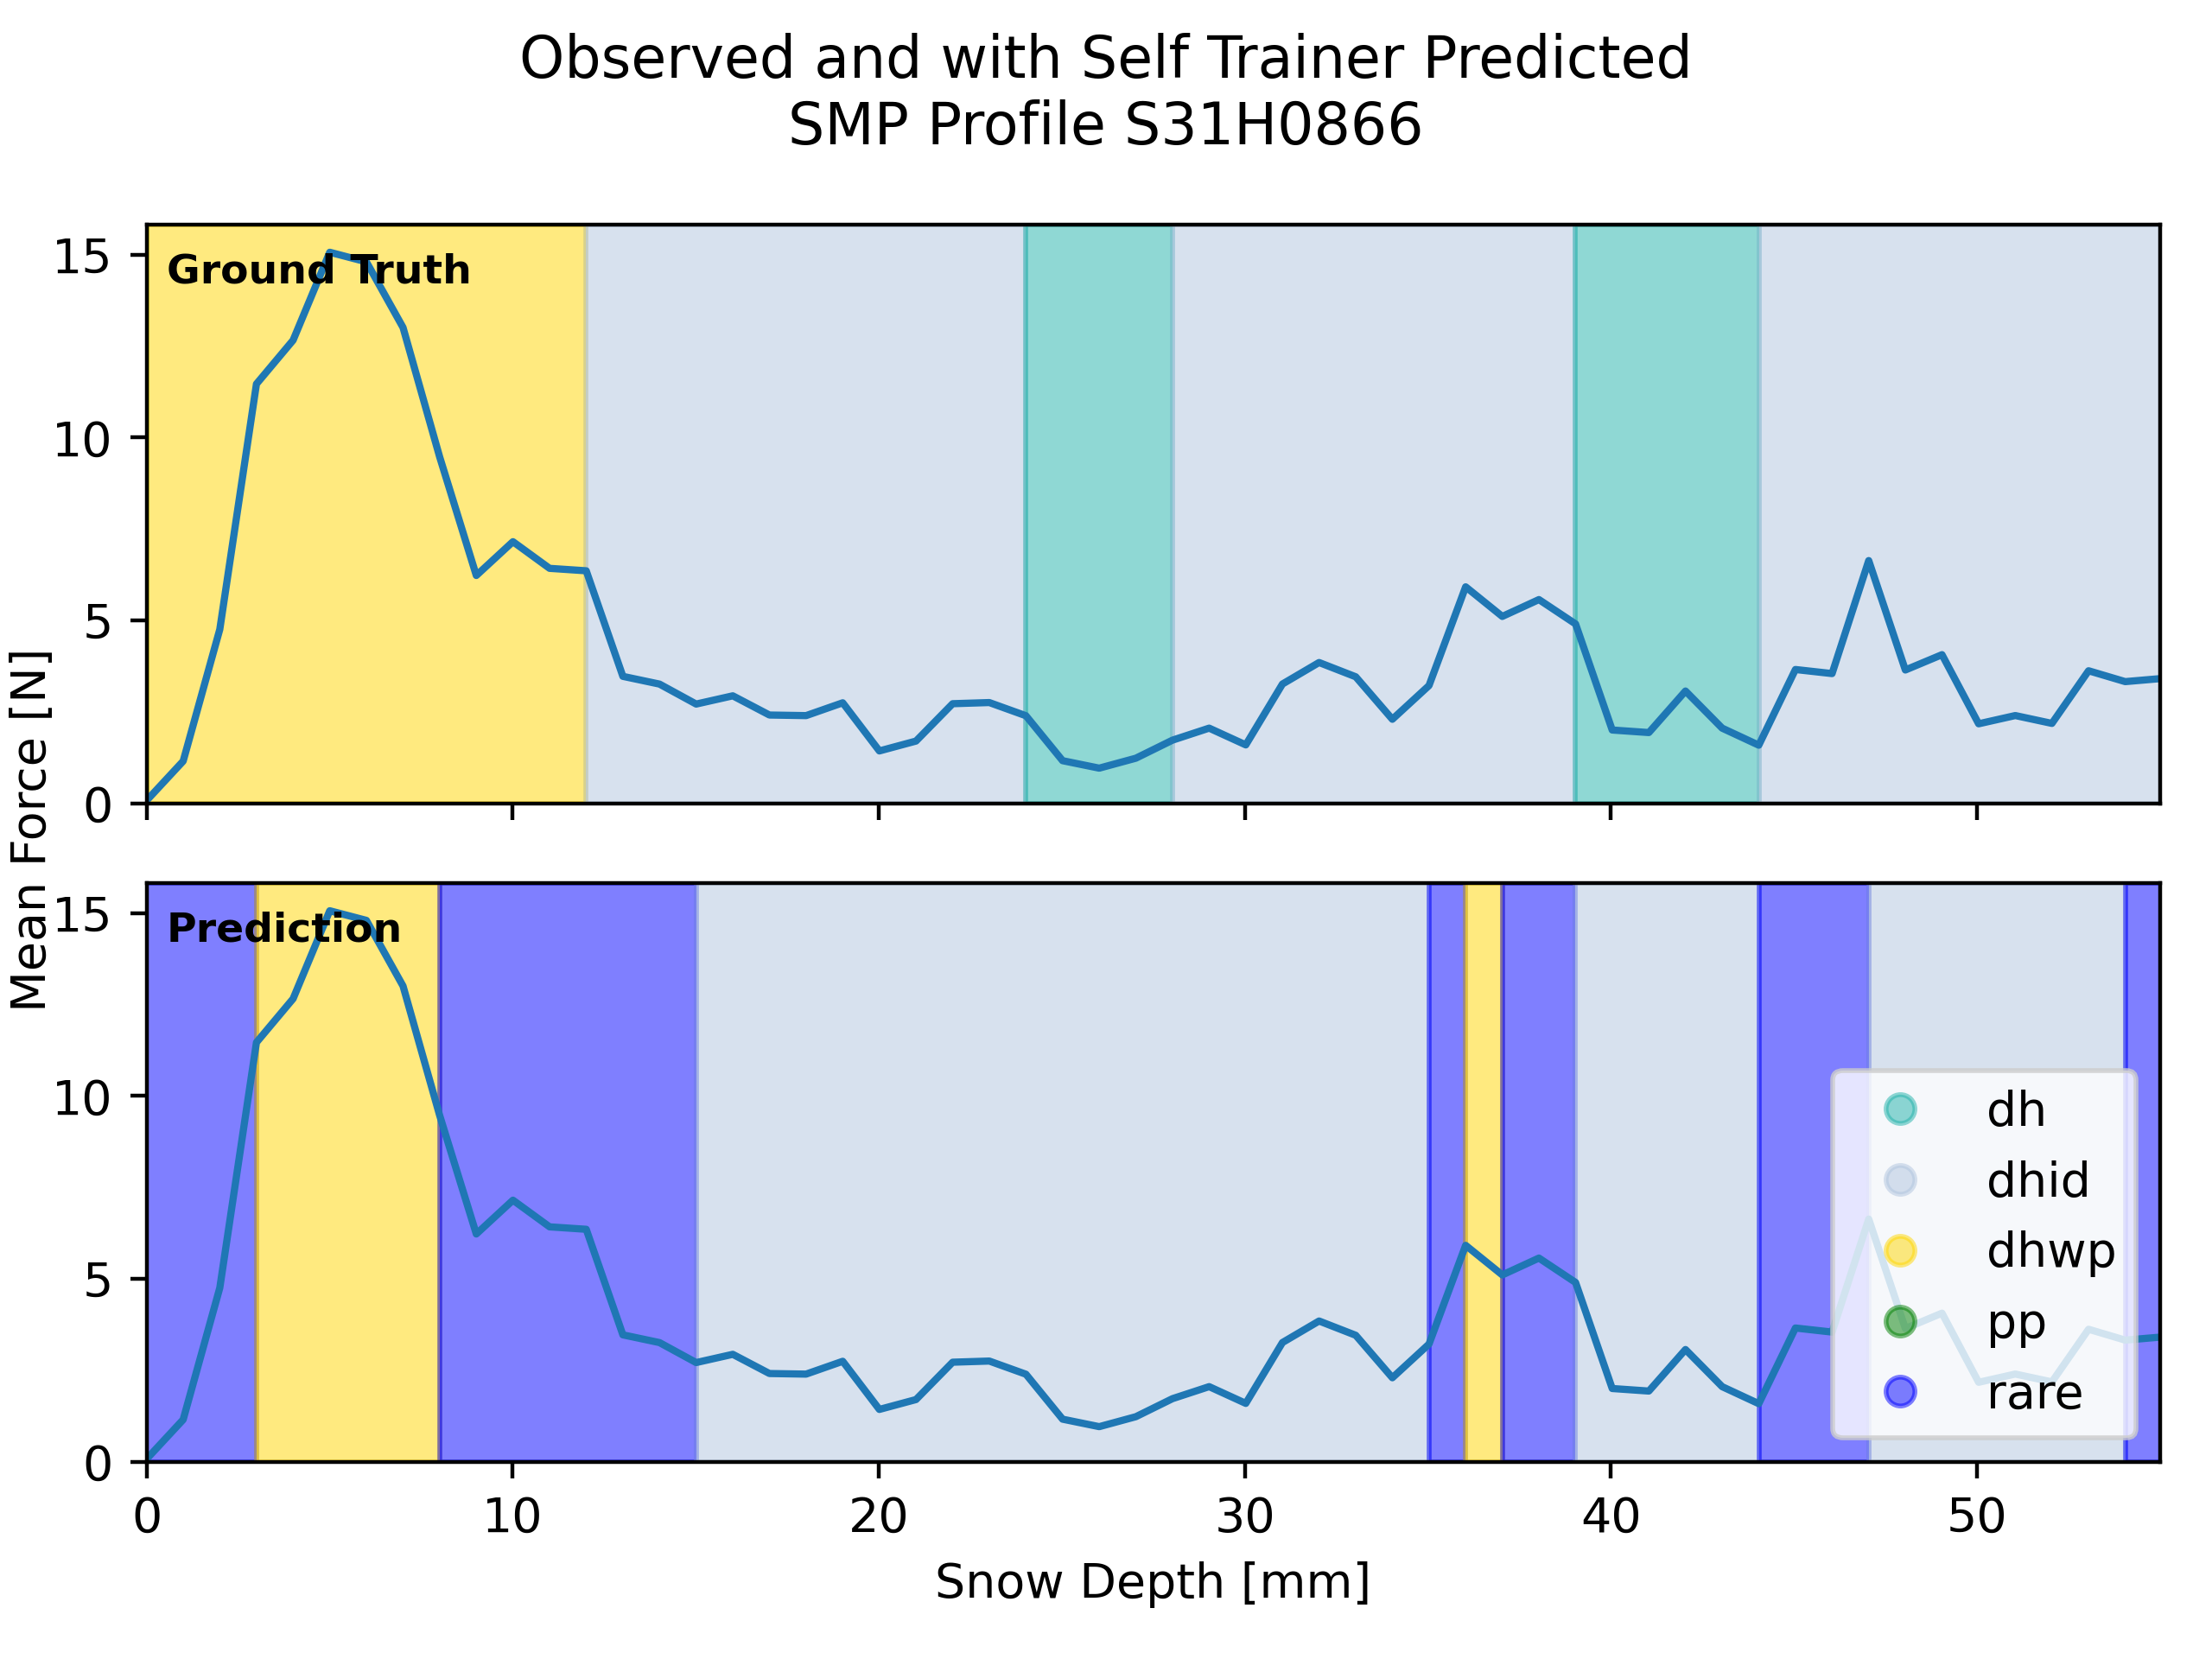 Observed and with Self Trainer Predicted
SMP Profile S31H0866
Mean Force [N]
15
10
5
0
Ground Truth
15
10
5
0
Prediction
dh
dhid
dhwp
pp
rare
0 10 20 30 40 50
Snow Depth [mm]